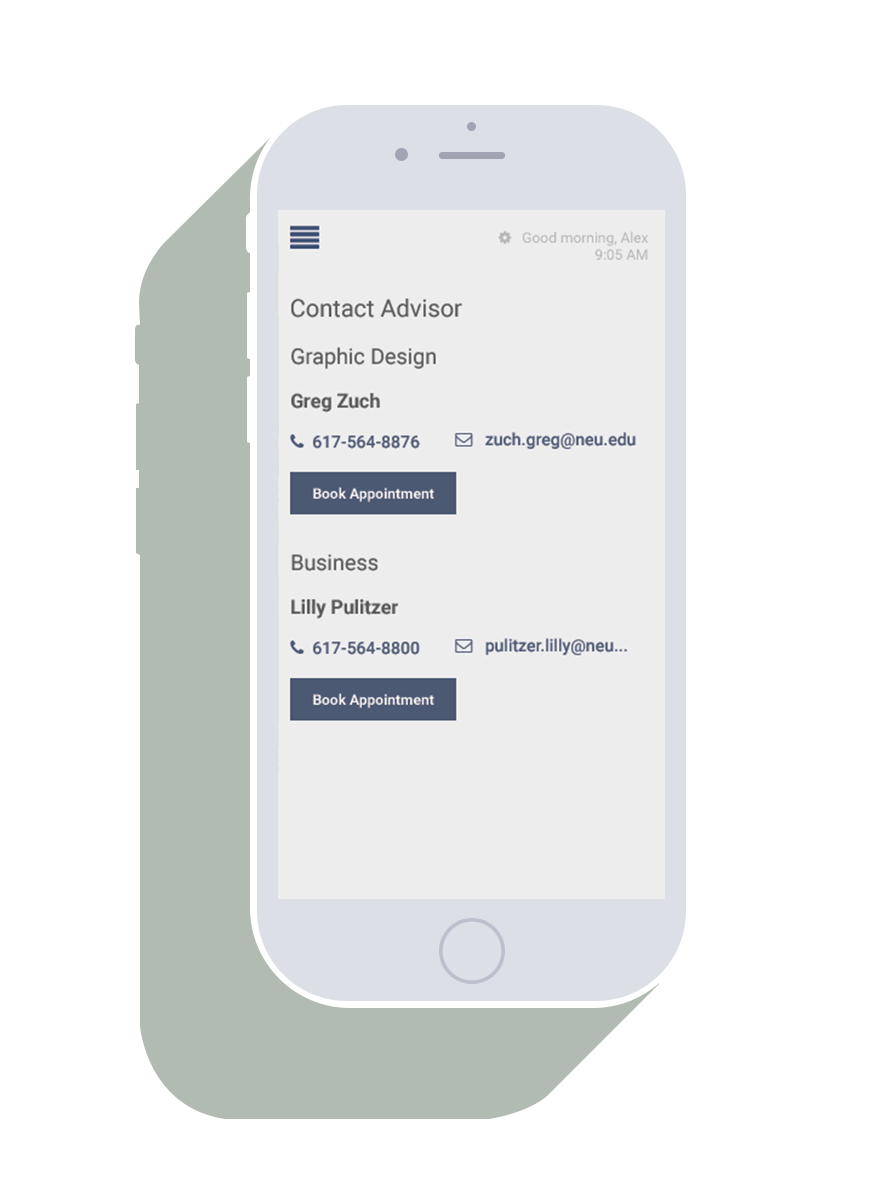 Good morning, Alex
9:05 AM
Contact Advisor
Graphic Design
Greg Zuch
617-564-8876 zuch.greg@neu.edu
Book Appointment
Business
Lilly Pulitzer
617-564-8800 pulitzer.lilly@neu...
Book Appointment